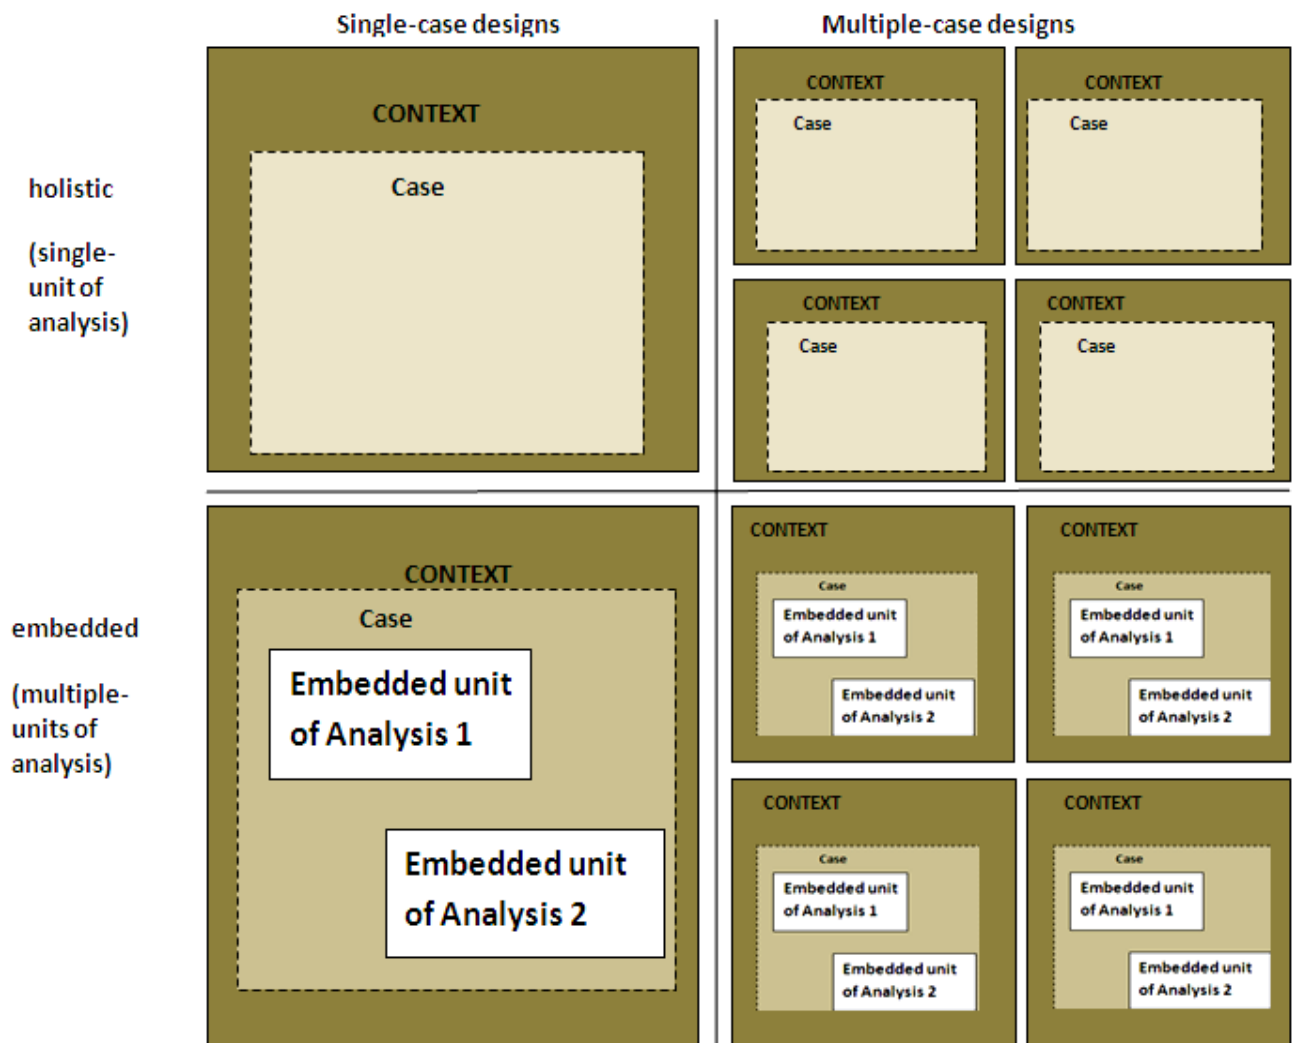 Single-case designs
Multiple-case designs
holistic
(single-
unit of
analysis)
CONTEXT
Case
CONTEXT
Case
CONTEXT
Case
CONTEXT
Case
CONTEXT
Case
embedded
(multiple-
units of
analysis)
CONTEXT
Case
Embedded unit
of Analysis 1
Embedded unit
of Analysis 2
CONTEXT
Case
Embedded unit
of Analysis 1
Embedded unit
of Analysis 2
CONTEXT
Case
Embedded unit
of Analysis 1
Embedded unit
of Analysis 2
CONTEXT
Case
Embedded unit
of Analysis 1
Embedded unit
of Analysis 2
CONTEXT
Case
Embedded unit
of Analysis 1
Embedded unit
of Analysis 2